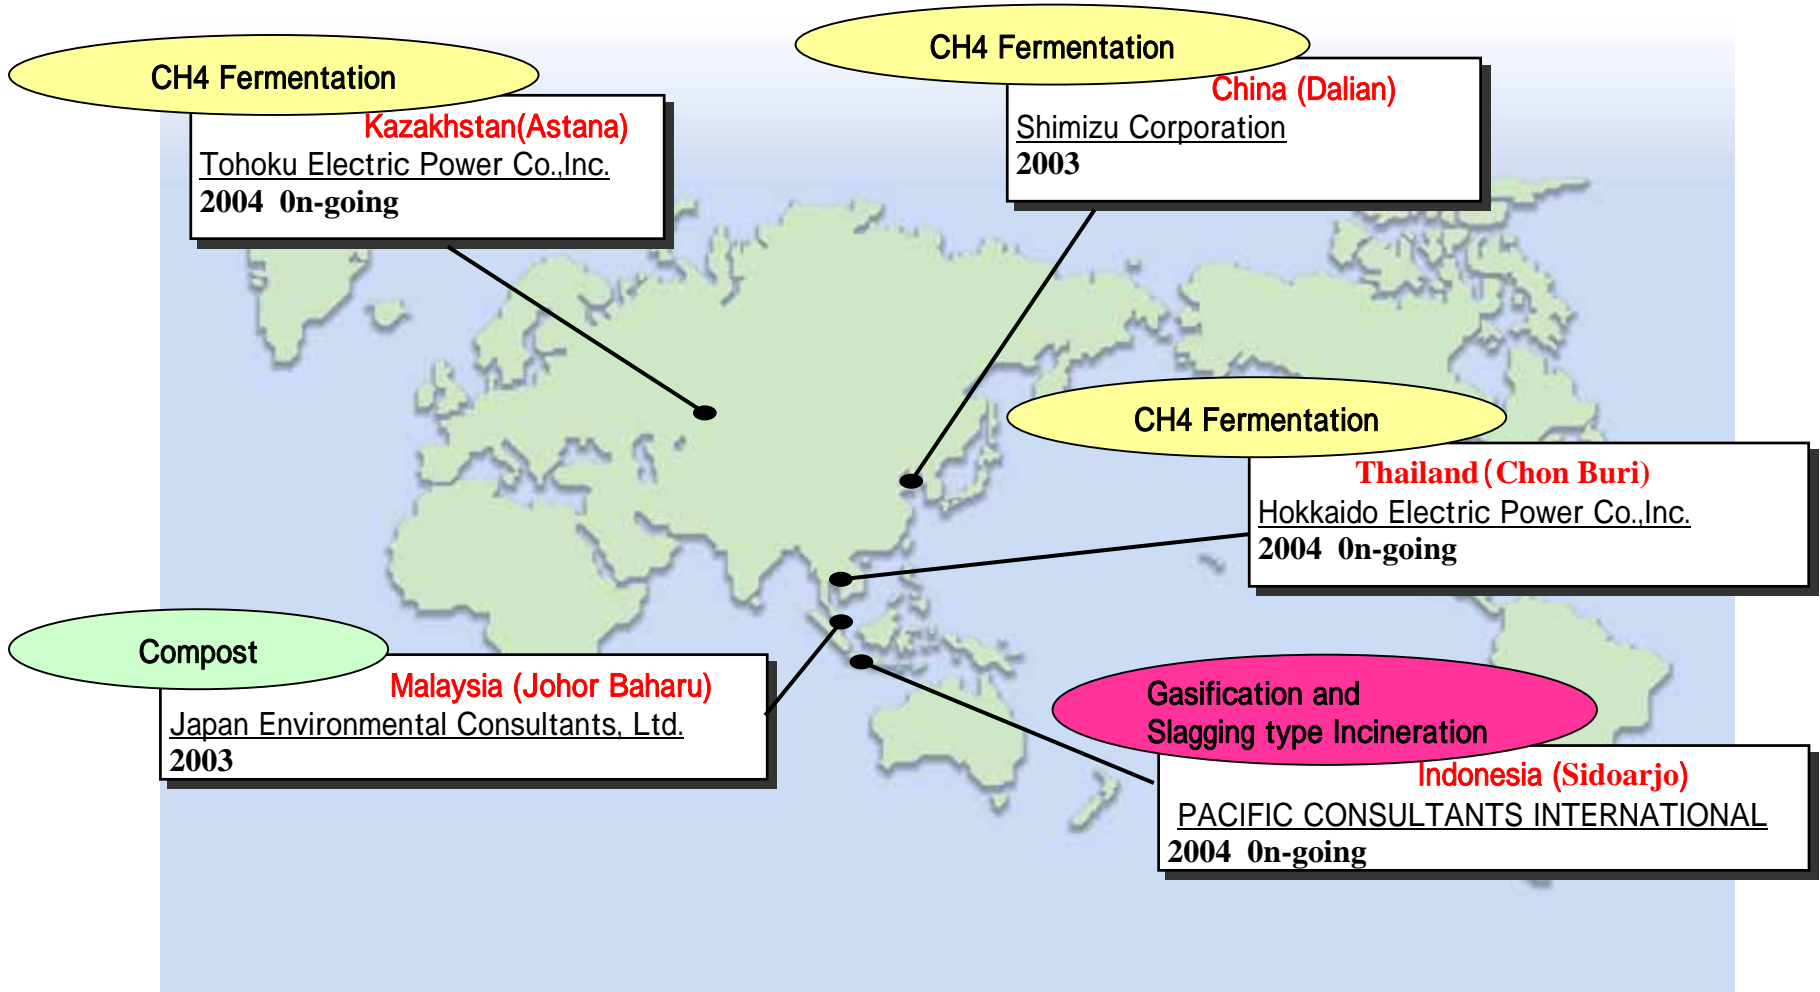 CH4 Fermentation
Kazakhstan(Astana)
Tohoku Electric Power Co.,Inc.
2004 0n-going
CH4 Fermentation
China (Dalian)
Shimizu Corporation
2003
CH4 Fermentation
Thailand (Chon Buri)
Hokkaido Electric Power Co.,Inc.
2004 0n-going
Compost
Malaysia (Johor Baharu)
Japan Environmental Consultants, Ltd.
2003
Gasification and
Slagging type Incineration
Indonesia (Sidoarjo)
PACIFIC CONSULTANTS INTERNATIONAL
2004 0n-going